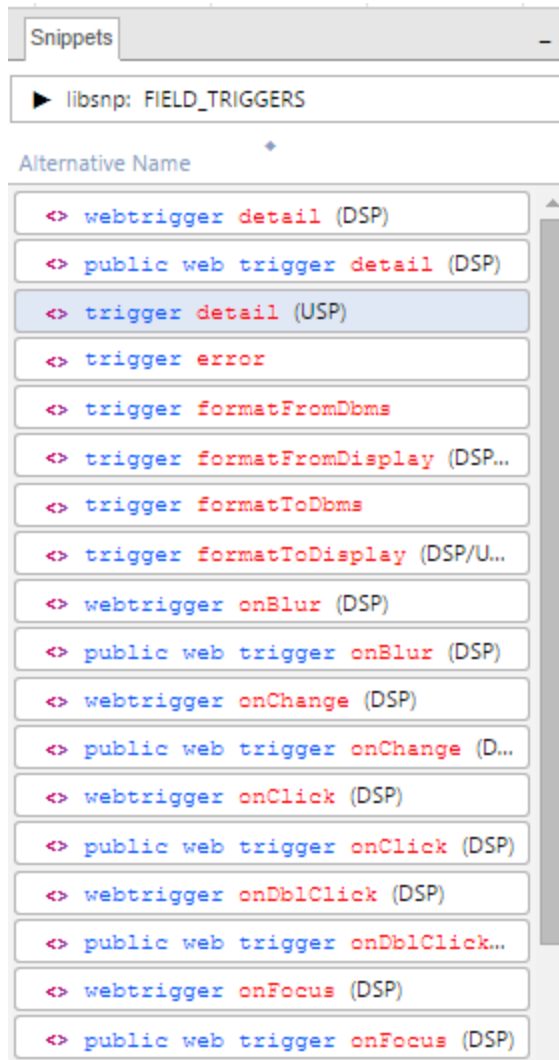 Snippets
libsnp: FIELD_TRIGGERS
Alternative Name
<> webtrigger detail (DSP)
<> public web trigger detail (DSP)
<> trigger detail (USP)
<> trigger error
<> trigger formatFromDbms
<> trigger formatFromDisplay (DSP...
<> trigger formatToDbms
<> trigger formatToDisplay (DSP/U...
<> webtrigger onBlur (DSP)
<> public web trigger onBlur (DSP)
<> webtrigger onChange (DSP)
<> public web trigger onChange (D...
<> webtrigger onClick (DSP)
<> public web trigger onClick (DSP)
<> webtrigger onDblClick (DSP)
<> public web trigger onDblClick...
<> webtrigger onFocus (DSP)
<> public web trigger onFocus (DSP)